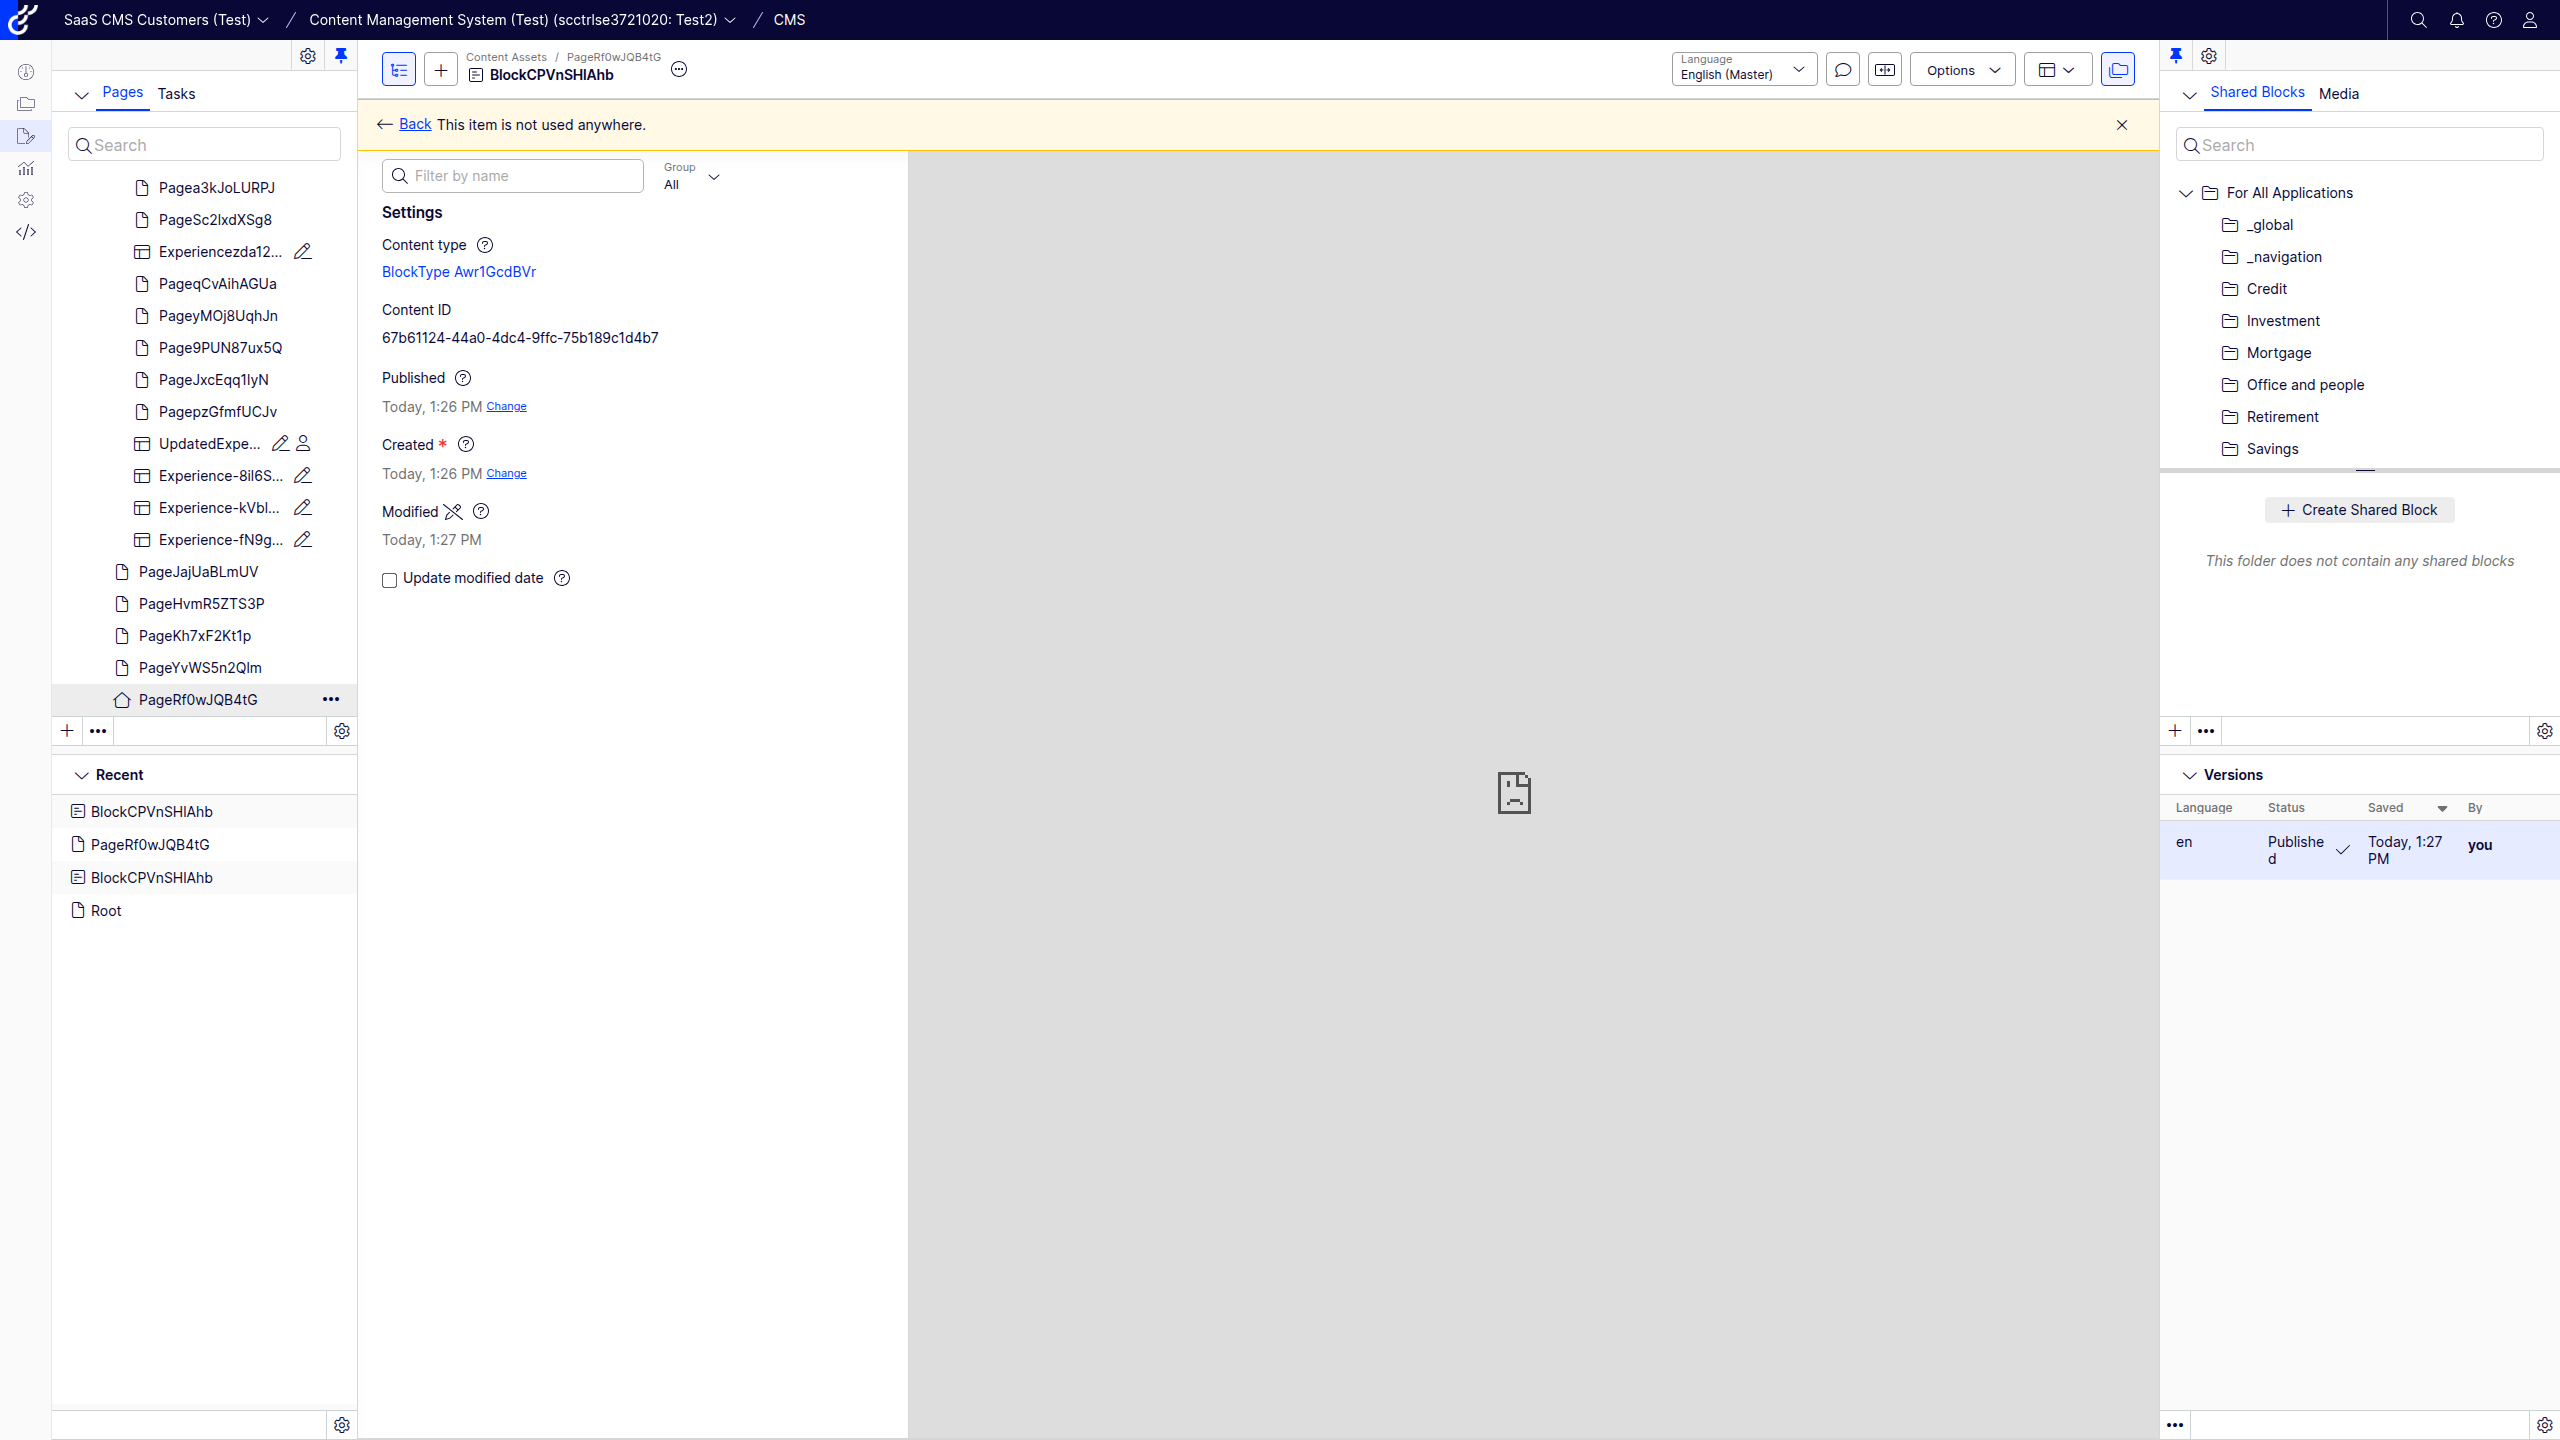 SaaS CMS Customers (Test) / Content Management System (Test) (scctrlse3721020: Test2) / CMS
Pages Tasks
Search
Pagea3kJoLURPJ
PageSc2lxdXSg8
Experiencezda12...
PageqCvAihAGUa
PageyMOj8UqhJn
Page9PUN87ux5Q
PageJxcEqq1lyN
PagepzGfmfUCJv
UpdatedExpe...
Experience-8il6S...
Experience-kVbl...
Experience-fN9g...
PageJajUaBLmUV
PageHvmR5ZTS3P
PageKh7xF2Kt1p
PageYvWS5n2Qlm
PageRf0wJQB4tG
Recent
BlockCPVnSHlAhb
PageRf0wJQB4tG
BlockCPVnSHlAhb
Root
Content Assets / PageRf0wJQB4tG
BlockCPVnSHlAhb
Language
English (Master)
Options
Back This item is not used anywhere.
Filter by name
Group
All
Settings
Content type
BlockType Awr1GcdBVr
Content ID
67b61124-44a0-4dc4-9ffc-75b189c1d4b7
Published
Today, 1:26 PM Change
Created *
Today, 1:26 PM Change
Modified
Today, 1:27 PM
Update modified date
Shared Blocks Media
Search
For All Applications
_global
_navigation
Credit
Investment
Mortgage
Office and people
Retirement
Savings
Create Shared Block
This folder does not contain any shared blocks
Versions
Language Status Saved By
en Publishe Today, 1:27 you
d PM